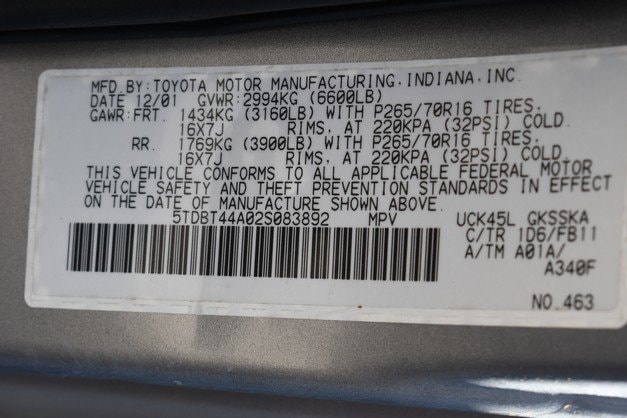 MFD. BY: TOYOTA MOTOR MANUFACTURING, INDIANA, INC.
DATE 12/01 GVWR: 2994KG (6600LB)
GAWR: FRT. 1434KG (3160LB) WITH P265/70R16 TIRES,
16X7J RIMS, AT 220KPA (32PSI) COLD.
RR. 1769KG (3900LB) WITH P265/70R16 TIRES,
16X7J RIMS, AT 220KPA (32PSI) COLD.
THIS VEHICLE CONFORMS TO ALL APPLICABLE FEDERAL MOTOR
VEHICLE SAFETY AND THEFT PREVENTION STANDARDS IN EFFECT
ON THE DATE OF MANUFACTURE SHOWN ABOVE.
5TDBT44A02S083892 MPV UCK45L GKSSKA
C/TR 1D6/FB11
A/TM A01A/
A340F
NO. 463